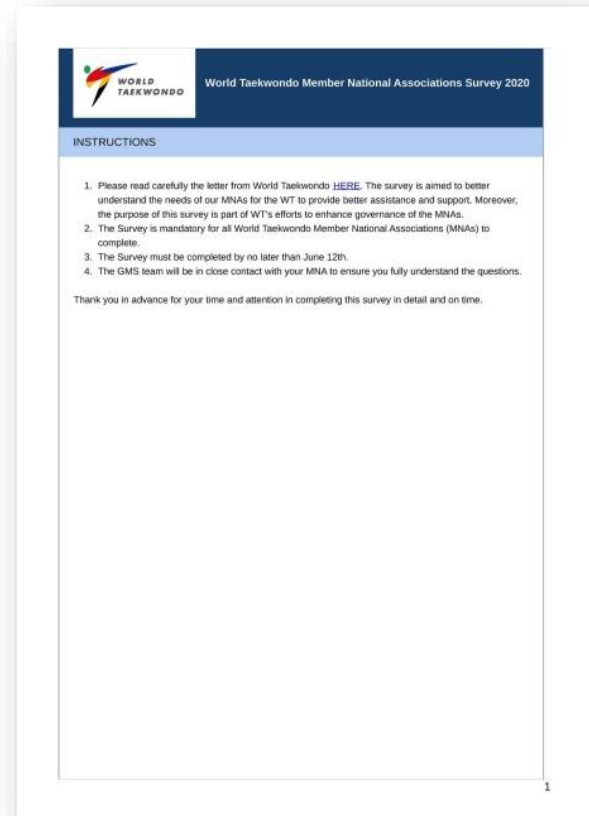 WORLD
TAEKWONDO
World Taekwondo Member National Associations Survey 2020
INSTRUCTIONS
1. Please read carefully the letter from World Taekwondo HERE. The survey is aimed to better
understand the needs of our MNAs for the WT to provide better assistance and support. Moreover,
the purpose of this survey is part of WT's efforts to enhance governance of the MNAs.
2. The Survey is mandatory for all World Taekwondo Member National Associations (MNAs) to
complete.
3. The Survey must be completed by no later than June 12th.
4. The GMS team will be in close contact with your MNA to ensure you fully understand the questions.
Thank you in advance for your time and attention in completing this survey in detail and on time.
1